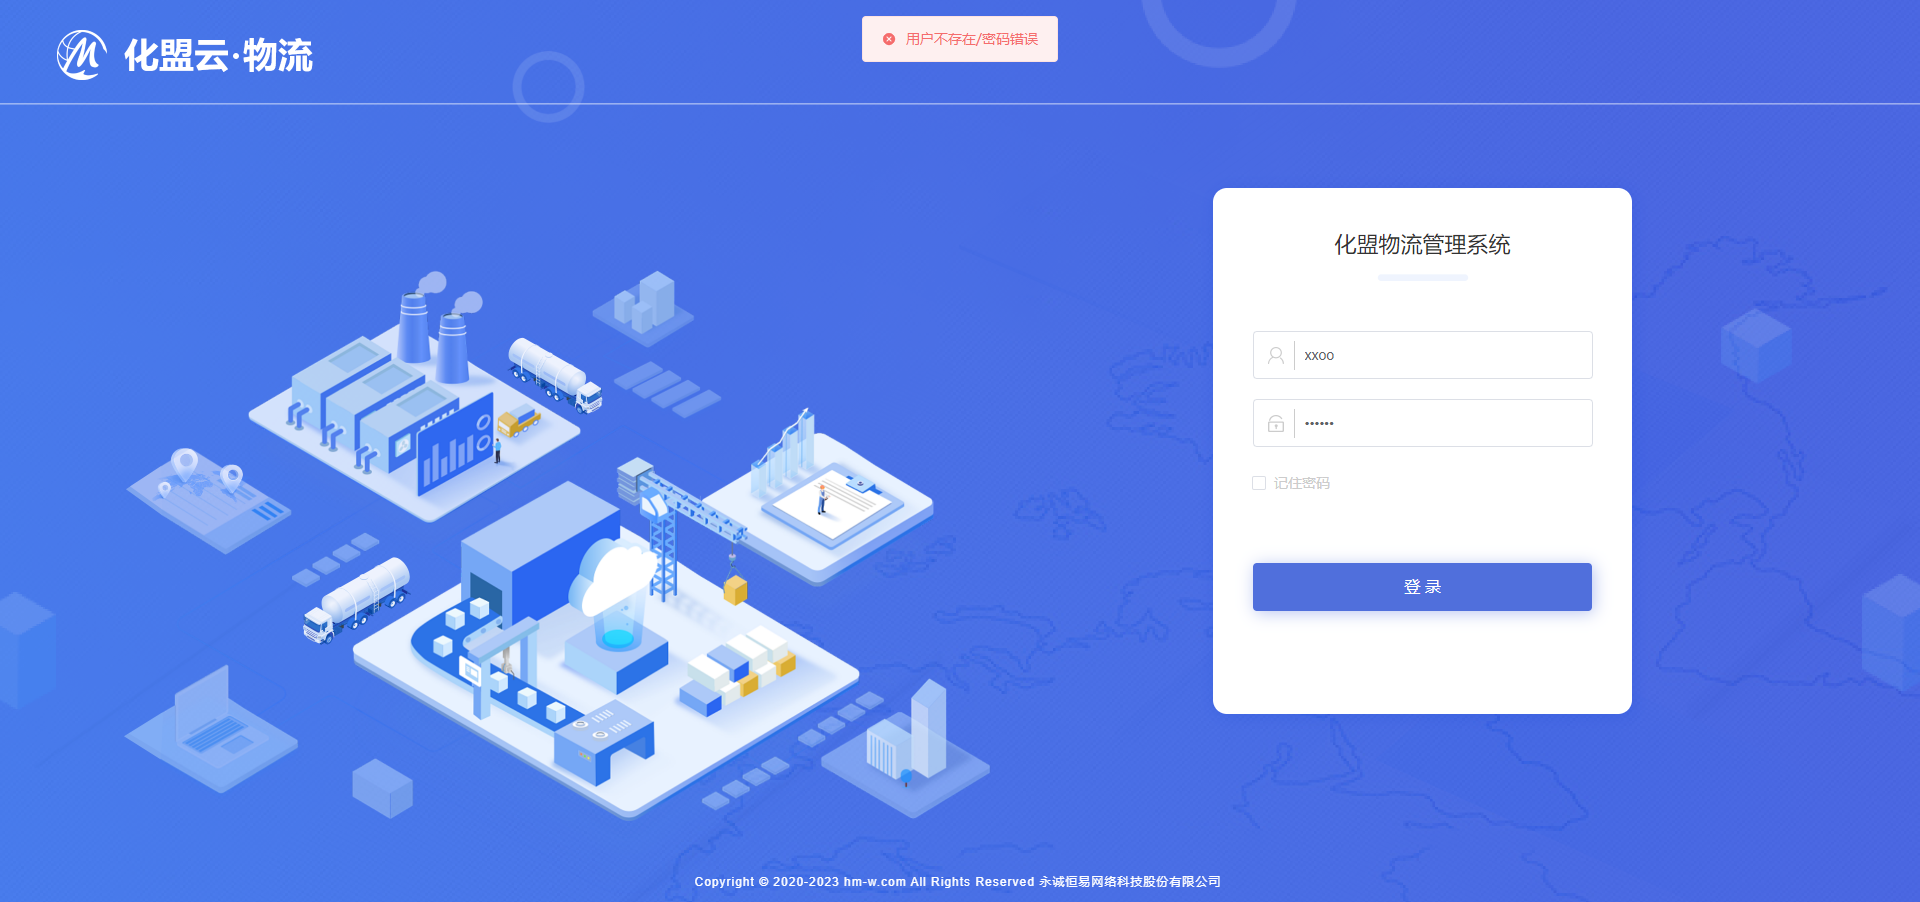 化盟云·物流
用户不存在/密码错误
化盟物流管理系统
xxoo
••••••
记住密码
登录
Copyright © 2020-2023 hm-w.com All Rights Reserved 永诚恒易网络科技股份有限公司